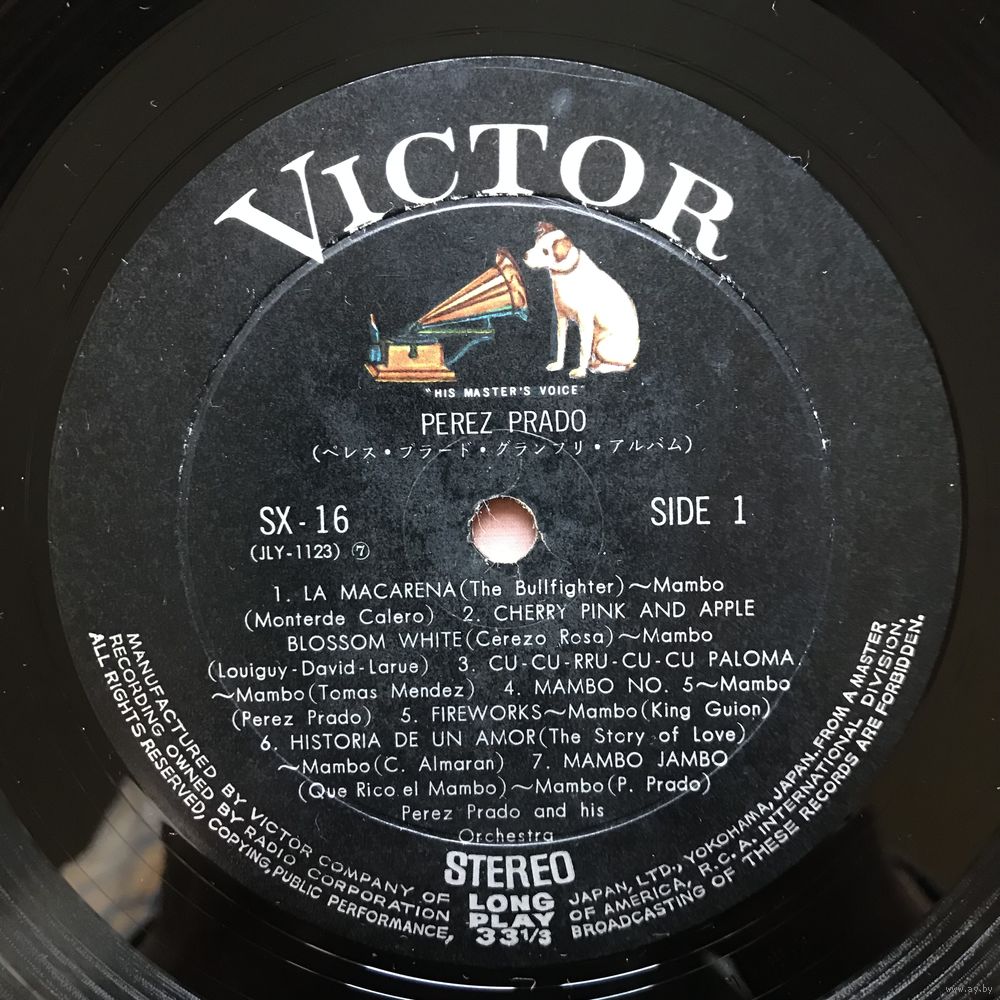 VICTOR
"HIS MASTER'S VOICE"
PEREZ PRADO
(ペレス・プラード・グランプリ・アルバム)
SX-16
SIDE 1
(JLY-1123) ⑦
1. LA MACARENA(The Bullfighter)~Mambo
(Monterde Calero) 2. CHERRY PINK AND APPLE
BLOSSOM WHITE(Cerezo Rosa)~Mambo
(Louiguy-David-Larue) 3. CU-CU-RRU-CU-CU PALOMA
~Mambo(Tomas Mendez) 4. MAMBO NO. 5~Mambo
(Perez Prado) 5. FIREWORKS~Mambo(King Guion)
6. HISTORIA DE UN AMOR(The Story of Love)
~Mambo(C. Almaran) 7. MAMBO JAMBO
(Que Rico el Mambo)~Mambo(P. Prado)
Perez Prado and his
Orchestra
STEREO
LONG
PLAY
33 1/3
MANUFACTURED BY VICTOR COMPANY OF JAPAN, LTD., YOKOHAMA, JAPAN. FROM A MASTER
RECORDING OWNED BY RADIO CORPORATION OF AMERICA, R.C.A. INTERNATIONAL DIVISION.
ALL RIGHTS RESERVED, COPYING, PUBLIC PERFORMANCE, BROADCASTING OF THESE RECORDS ARE FORBIDDEN.
www.ay.by